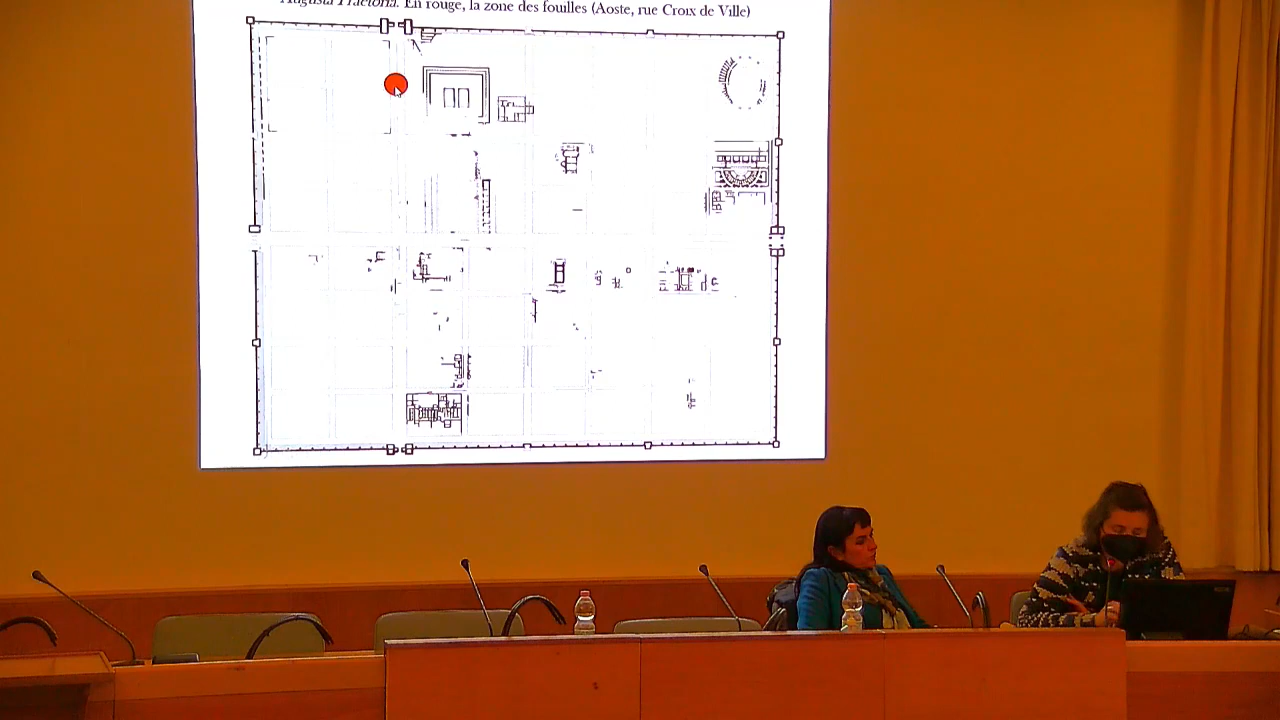 Augusta Praetoria. En rouge, la zone des fouilles (Aoste, rue Croix de Ville)